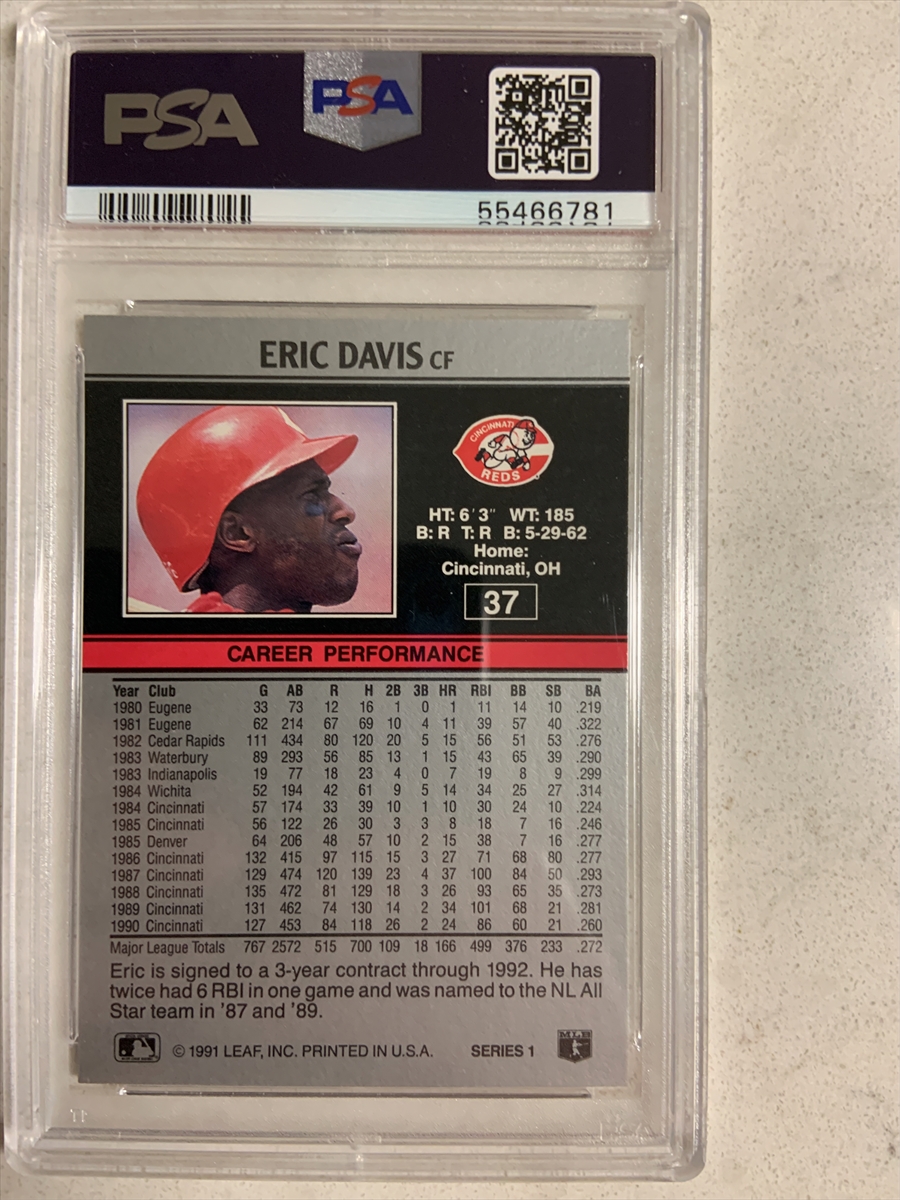 PSA
PSA
55466781
ERIC DAVIS CF
CINCINNATI
REDS
HT: 6'3" WT: 185
B: R T: R B: 5-29-62
Home:
Cincinnati, OH
37
CAREER PERFORMANCE
Year Club G AB R H 2B 3B HR RBI BB SB BA
1980 Eugene 33 73 12 16 1 0 1 11 14 10 .219
1981 Eugene 62 214 67 69 10 4 11 39 57 40 .322
1982 Cedar Rapids 111 434 80 120 20 5 15 56 51 53 .276
1983 Waterbury 89 293 56 85 13 1 15 43 65 39 .290
1983 Indianapolis 19 77 18 23 4 0 7 19 8 9 .299
1984 Wichita 52 194 42 61 9 5 14 34 25 27 .314
1984 Cincinnati 57 174 33 39 10 1 10 30 24 10 .224
1985 Cincinnati 56 122 26 30 3 3 8 18 7 16 .246
1985 Denver 64 206 48 57 10 2 15 38 7 16 .277
1986 Cincinnati 132 415 97 115 15 3 27 71 68 80 .277
1987 Cincinnati 129 474 120 139 23 4 37 100 84 50 .293
1988 Cincinnati 135 472 81 129 18 3 26 93 65 35 .273
1989 Cincinnati 131 462 74 130 14 2 34 101 68 21 .281
1990 Cincinnati 127 453 84 118 26 2 24 86 60 21 .260
Major League Totals 767 2572 515 700 109 18 166 499 376 233 .272
Eric is signed to a 3-year contract through 1992. He has
twice had 6 RBI in one game and was named to the NL All
Star team in '87 and '89.
© 1991 LEAF, INC. PRINTED IN U.S.A. SERIES 1
MLB